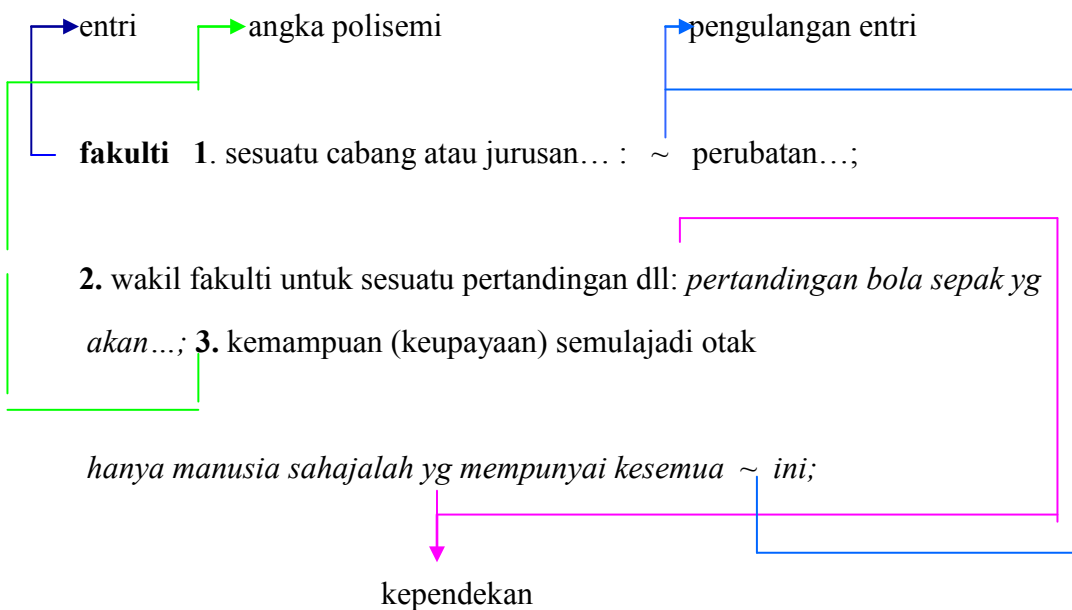 entri angka polisemi pengulangan entri
fakulti 1. sesuatu cabang atau jurusan… : ~ perubatan…;
2. wakil fakulti untuk sesuatu pertandingan dll: pertandingan bola sepak yg
akan…; 3. kemampuan (keupayaan) semulajadi otak
hanya manusia sahajalah yg mempunyai kesemua ~ ini;
kependekan